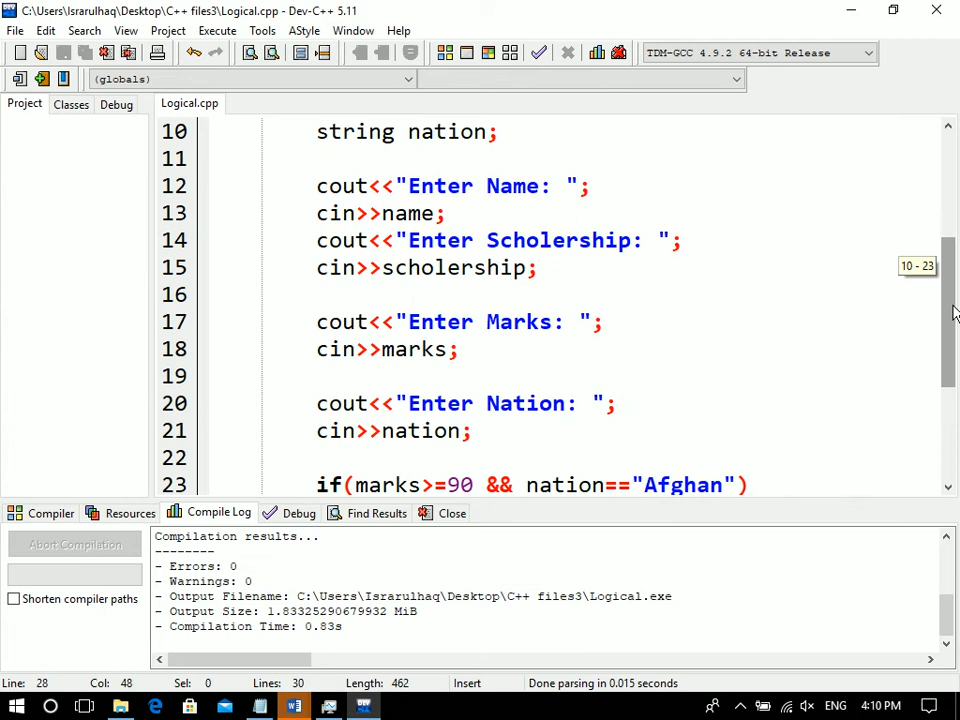 C:\Users\Israrulhaq\Desktop\C++ files3\Logical.cpp - Dev-C++ 5.11
File Edit Search View Project Execute Tools AStyle Window Help
TDM-GCC 4.9.2 64-bit Release
(globals)
Project Classes Debug Logical.cpp
10 string nation;
11
12 cout<<"Enter Name: ";
13 cin>>name;
14 cout<<"Enter Scholership: ";
15 cin>>scholership;
10 - 23
16
17 cout<<"Enter Marks: ";
18 cin>>marks;
19
20 cout<<"Enter Nation: ";
21 cin>>nation;
22
23 if(marks>=90 && nation=="Afghan")
Compiler Resources Compile Log Debug Find Results Close
Abort Compilation
Shorten compiler paths
Compilation results...
--------
- Errors: 0
- Warnings: 0
- Output Filename: C:\Users\Israrulhaq\Desktop\C++ files3\Logical.exe
- Output Size: 1.83325290679932 MiB
- Compilation Time: 0.83s
Line: 28 Col: 48 Sel: 0 Lines: 30 Length: 462 Insert Done parsing in 0.015 seconds
ENG 4:10 PM